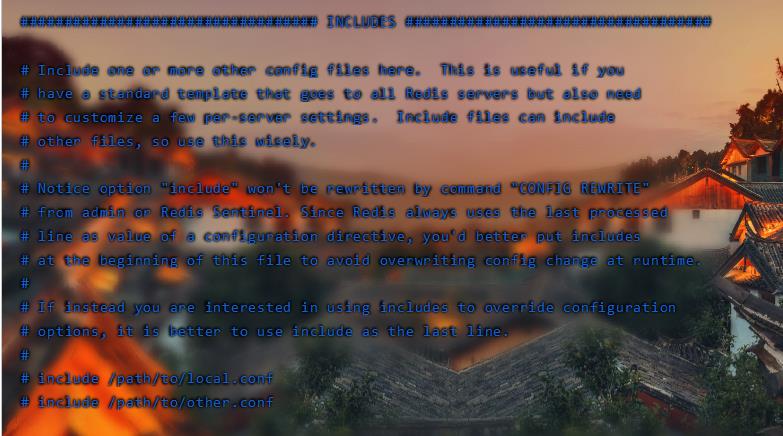 ################################## INCLUDES ###################################
# Include one or more other config files here.  This is useful if you
# have a standard template that goes to all Redis servers but also need
# to customize a few per-server settings.  Include files can include
# other files, so use this wisely.
#
# Notice option "include" won't be rewritten by command "CONFIG REWRITE"
# from admin or Redis Sentinel. Since Redis always uses the last processed
# line as value of a configuration directive, you'd better put includes
# at the beginning of this file to avoid overwriting config change at runtime.
#
# If instead you are interested in using includes to override configuration
# options, it is better to use include as the last line.
#
# include /path/to/local.conf
# include /path/to/other.conf